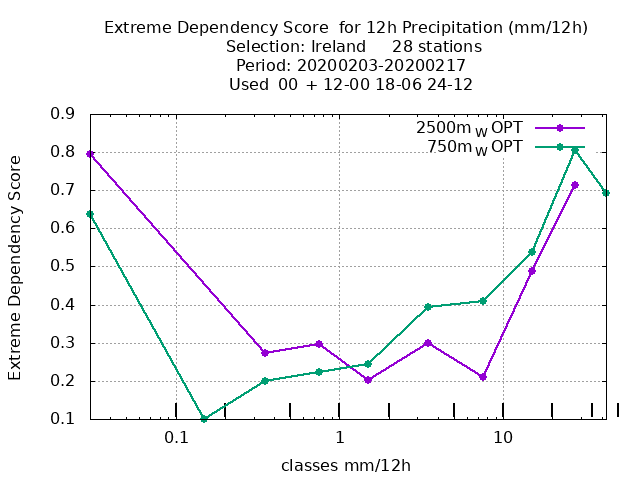 Extreme Dependency Score  for 12h Precipitation (mm/12h)
Selection: Ireland     28 stations
Period: 20200203-20200217
Used  00  + 12-00 18-06 24-12
0.9
0.8
0.7
0.6
0.5
0.4
0.3
0.2
0.1
Extreme Dependency Score
2500m W OPT
750m W OPT
0.1
1
10
classes mm/12h